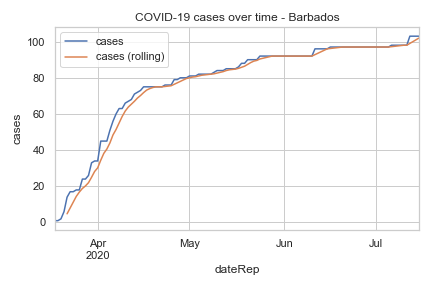 COVID-19 cases over time - Barbados
cases
cases (rolling)
cases
100
80
60
40
20
0
Apr
2020
May
Jun
Jul
dateRep